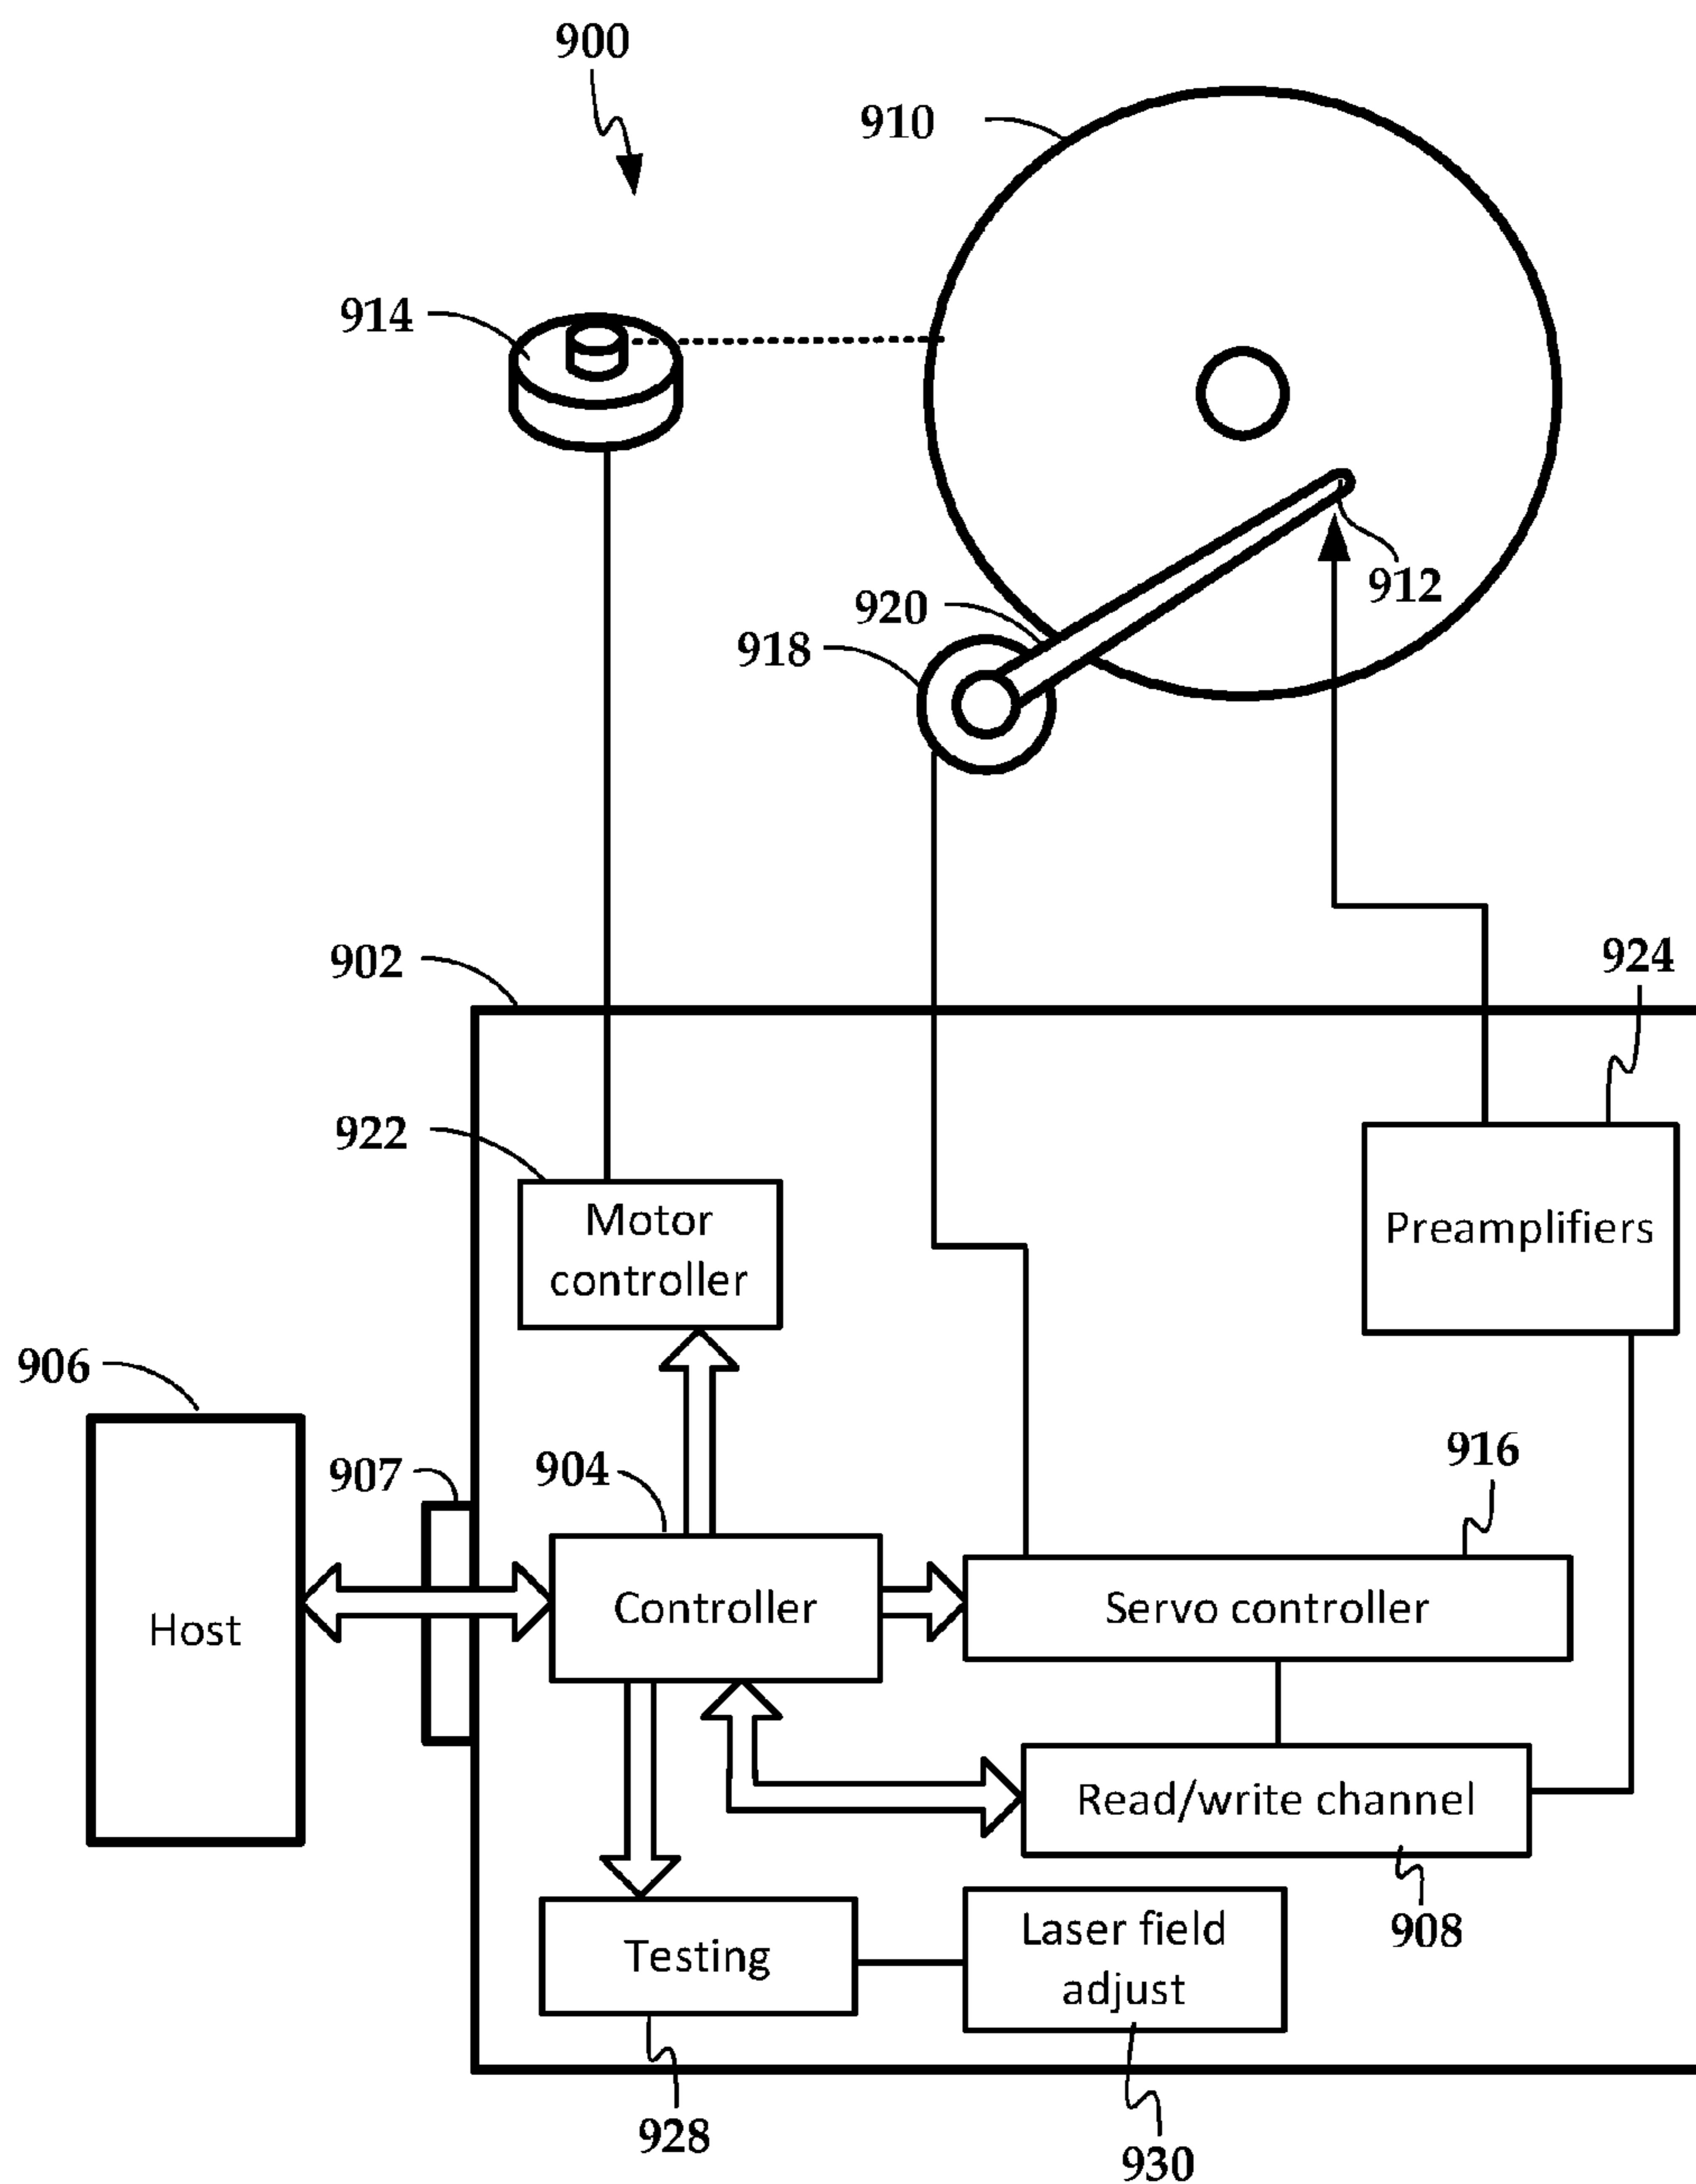 900
910
914
912
920
918
902
924
922
Motor
controller
Preamplifiers
906
916
904
907
Controller
Servo controller
Host
Read/write channel
908
Laser field
adjust
Testing
928
930